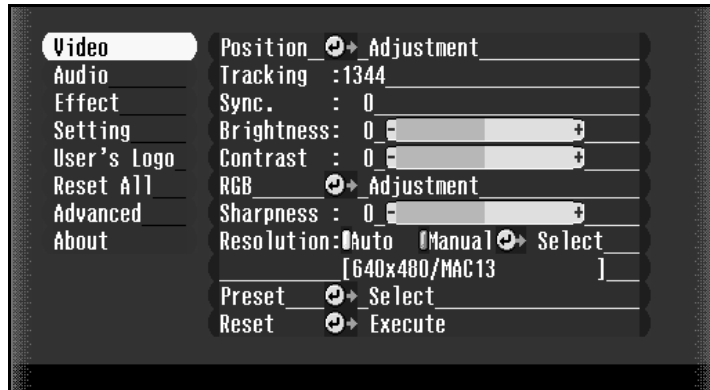 Video
Audio
Effect
Setting
User's Logo
Reset All
Advanced
About
Position Adjustment
Tracking :1344
Sync. : 0
Brightness: 0 - +
Contrast : 0 - +
RGB Adjustment
Sharpness : 0 - +
Resolution: Auto Manual Select
[640x480/MAC13 ]
Preset Select
Reset Execute